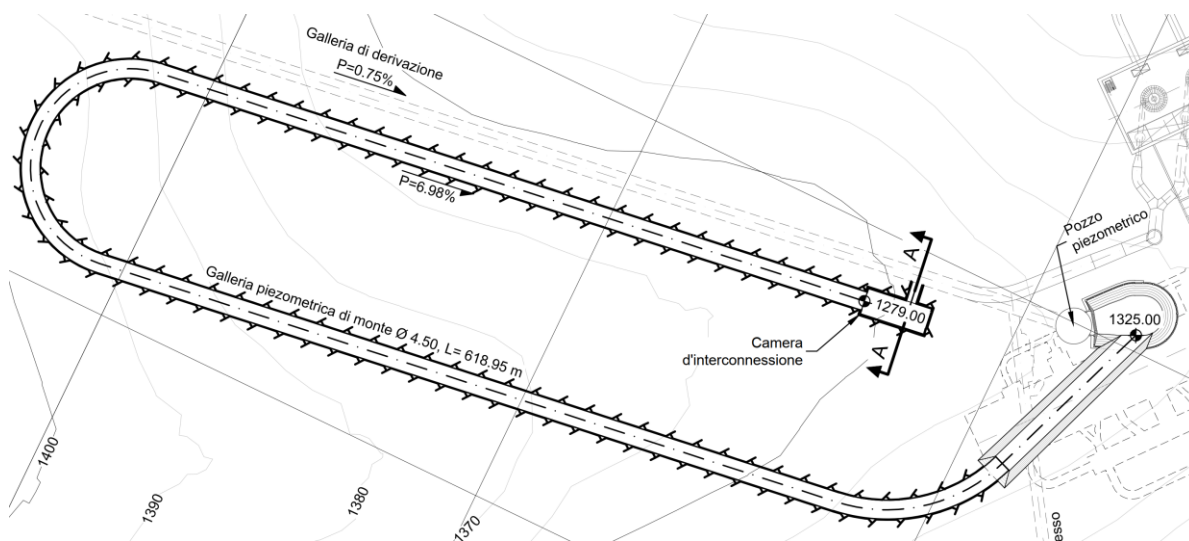 Galleria di derivazione
P=0.75%
P=6.98%
Pozzo
piezometrico
A
1279.00
1325.00
Galleria piezometrica di monte Ø 4.50, L= 618.95 m
Camera
d'interconnessione
A
1400
1390
1380
1370
esso